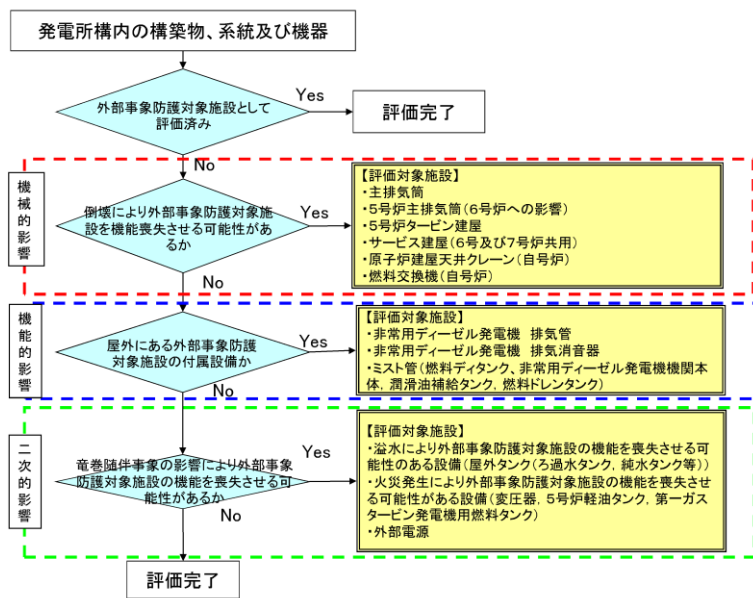 発電所構内の構築物、系統及び機器
外部事象防護対象施設として
評価済み
Yes
評価完了
No
機械的影響
倒壊により外部事象防護対象施
設を機能喪失させる可能性があ
るか
Yes
【評価対象施設】
・主排気筒
・5号炉主排気筒(6号炉への影響)
・5号炉タービン建屋
・サービス建屋(6号及び7号炉共用)
・原子炉建屋天井クレーン(自号炉)
・燃料交換機(自号炉)
No
機能的影響
屋外にある外部事象防護
対象施設の付属設備か
Yes
【評価対象施設】
・非常用ディーゼル発電機 排気管
・非常用ディーゼル発電機 排気消音器
・ミスト管(燃料ディタンク、非常用ディーゼル発電機機関本
体,潤滑油補給タンク,燃料ドレンタンク)
No
二次的影響
竜巻随伴事象の影響により外部事象
防護対象施設の機能を喪失させる可
能性があるか
Yes
【評価対象施設】
・溢水により外部事象防護対象施設の機能を喪失させる可
能性のある設備(屋外タンク(ろ過水タンク,純水タンク等))
・火災発生により外部事象防護対象施設の機能を喪失さ
せる可能性がある設備(変圧器,5号炉軽油タンク,第一ガス
タービン発電機用燃料タンク)
・外部電源
No
評価完了